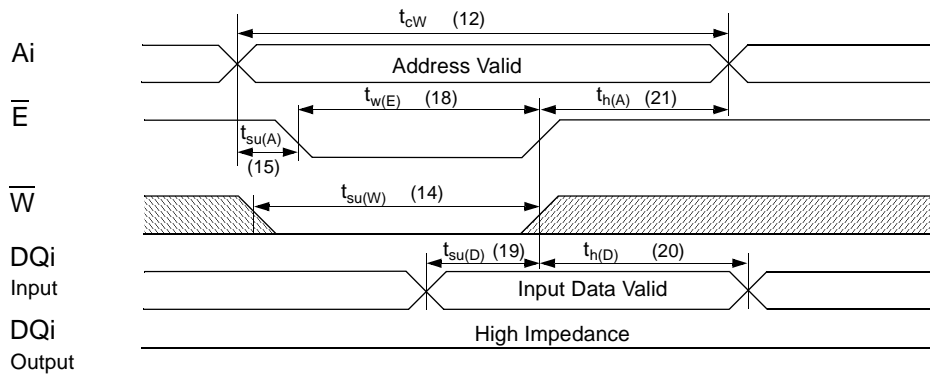 t_cW (12)
Ai
Address Valid
t_w(E) (18)
t_h(A) (21)
E̅
t_su(A)
(15)
t_su(W) (14)
W̅
DQi
t_su(D) (19)
t_h(D) (20)
Input
Input Data Valid
DQi
High Impedance
Output